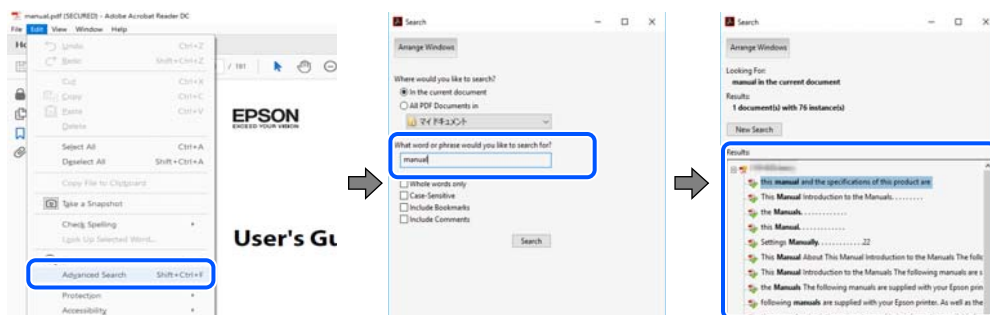 manual.pdf (SECURED) - Adobe Acrobat Reader DC
File Edit View Window Help
Undo Ctrl+Z
Redo Shift+Ctrl+Z
Cut Ctrl+X
Copy Ctrl+C
Paste Ctrl+V
Delete
Select All Ctrl+A
Deselect All Shift+Ctrl+A
Copy File to Clipboard
Take a Snapshot
Check Spelling
Look Up Selected Word...
Advanced Search Shift+Ctrl+F
Protection
Accessibility
/ 191
EPSON
EXCEED YOUR VISION
User's Gu
Search
Arrange Windows
Where would you like to search?
In the current document
All PDF Documents in
マイドキュメント
What word or phrase would you like to search for?
manual
Whole words only
Case-Sensitive
Include Bookmarks
Include Comments
Search
Search
Arrange Windows
Looking For:
manual in the current document
Results:
1 document(s) with 76 instance(s)
New Search
Results:
this manual and the specifications of this product are
This Manual Introduction to the Manuals. . . . . . . . .
the Manuals. . . . . . . . . . . .
this Manual. . . . . . . . . . . .
Settings Manually. . . . . . . . . . . . .22
This Manual About This Manual Introduction to the Manuals The follo
This Manual Introduction to the Manuals The following manuals are s
the Manuals The following manuals are supplied with your Epson prin
following manuals are supplied with your Epson printer. As well as the